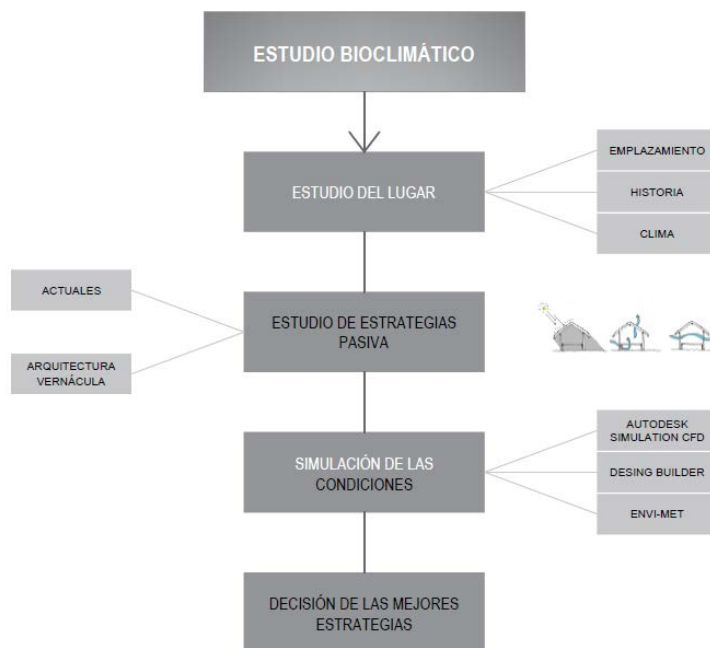 ESTUDIO BIOCLIMÁTICO
ESTUDIO DEL LUGAR
EMPLAZAMIENTO
HISTORIA
CLIMA
ACTUALES
ARQUITECTURA
VERNÁCULA
ESTUDIO DE ESTRATEGIAS
PASIVA
SIMULACIÓN DE LAS
CONDICIONES
AUTODESK
SIMULATION CFD
DESING BUILDER
ENVI-MET
DECISIÓN DE LAS MEJORES
ESTRATEGIAS